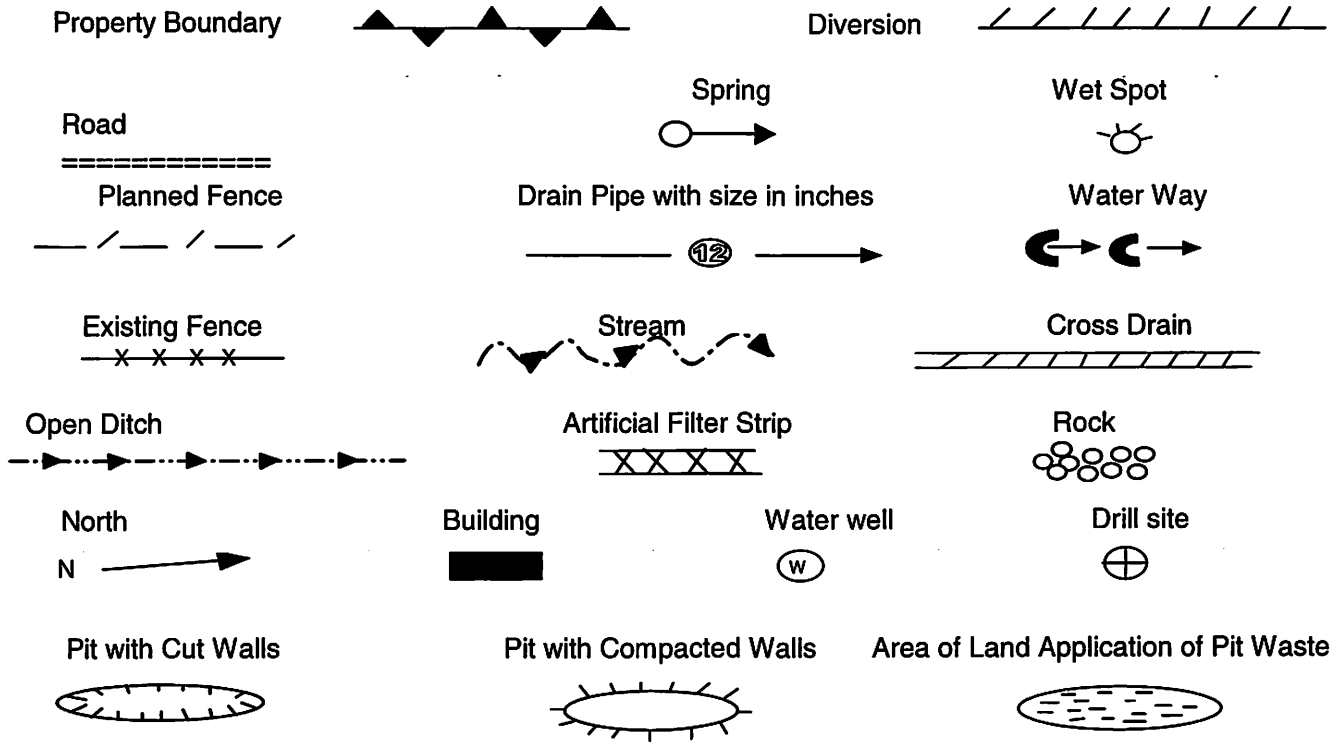 Property Boundary
Diversion
Spring
Wet Spot
Road
Planned Fence
Drain Pipe with size in inches
Water Way
12
Existing Fence
Stream
Cross Drain
X X X X
Open Ditch
Artificial Filter Strip
Rock
North
Building
Water well
Drill site
N
W
Pit with Cut Walls
Pit with Compacted Walls
Area of Land Application of Pit Waste